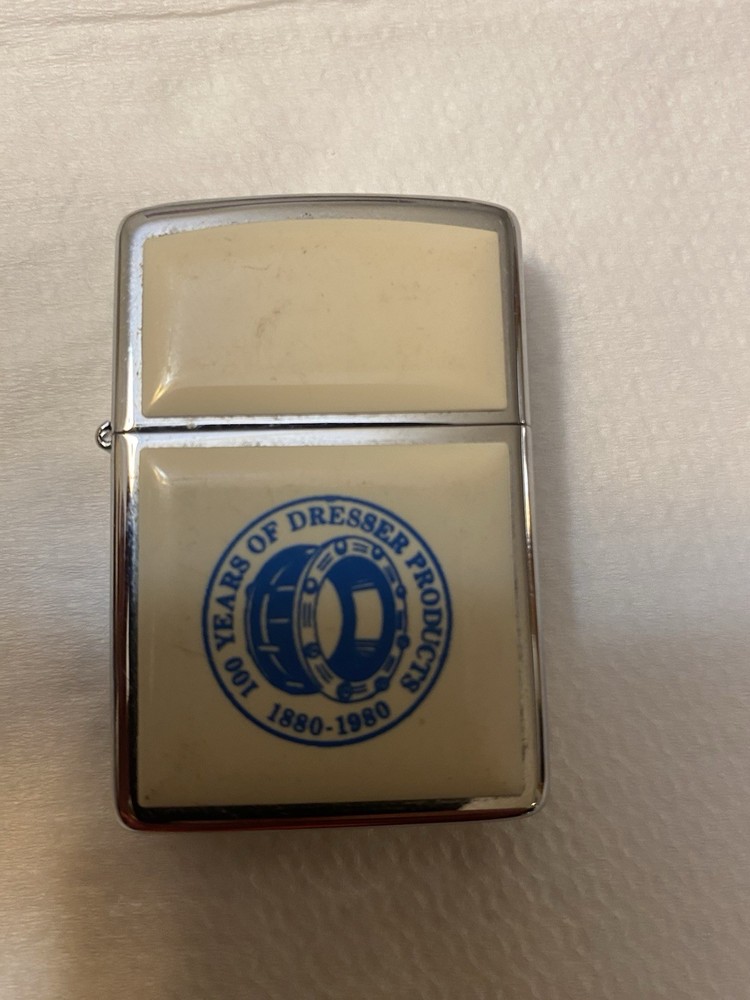 100 YEARS OF DRESSER PRODUCTS
1880-1980